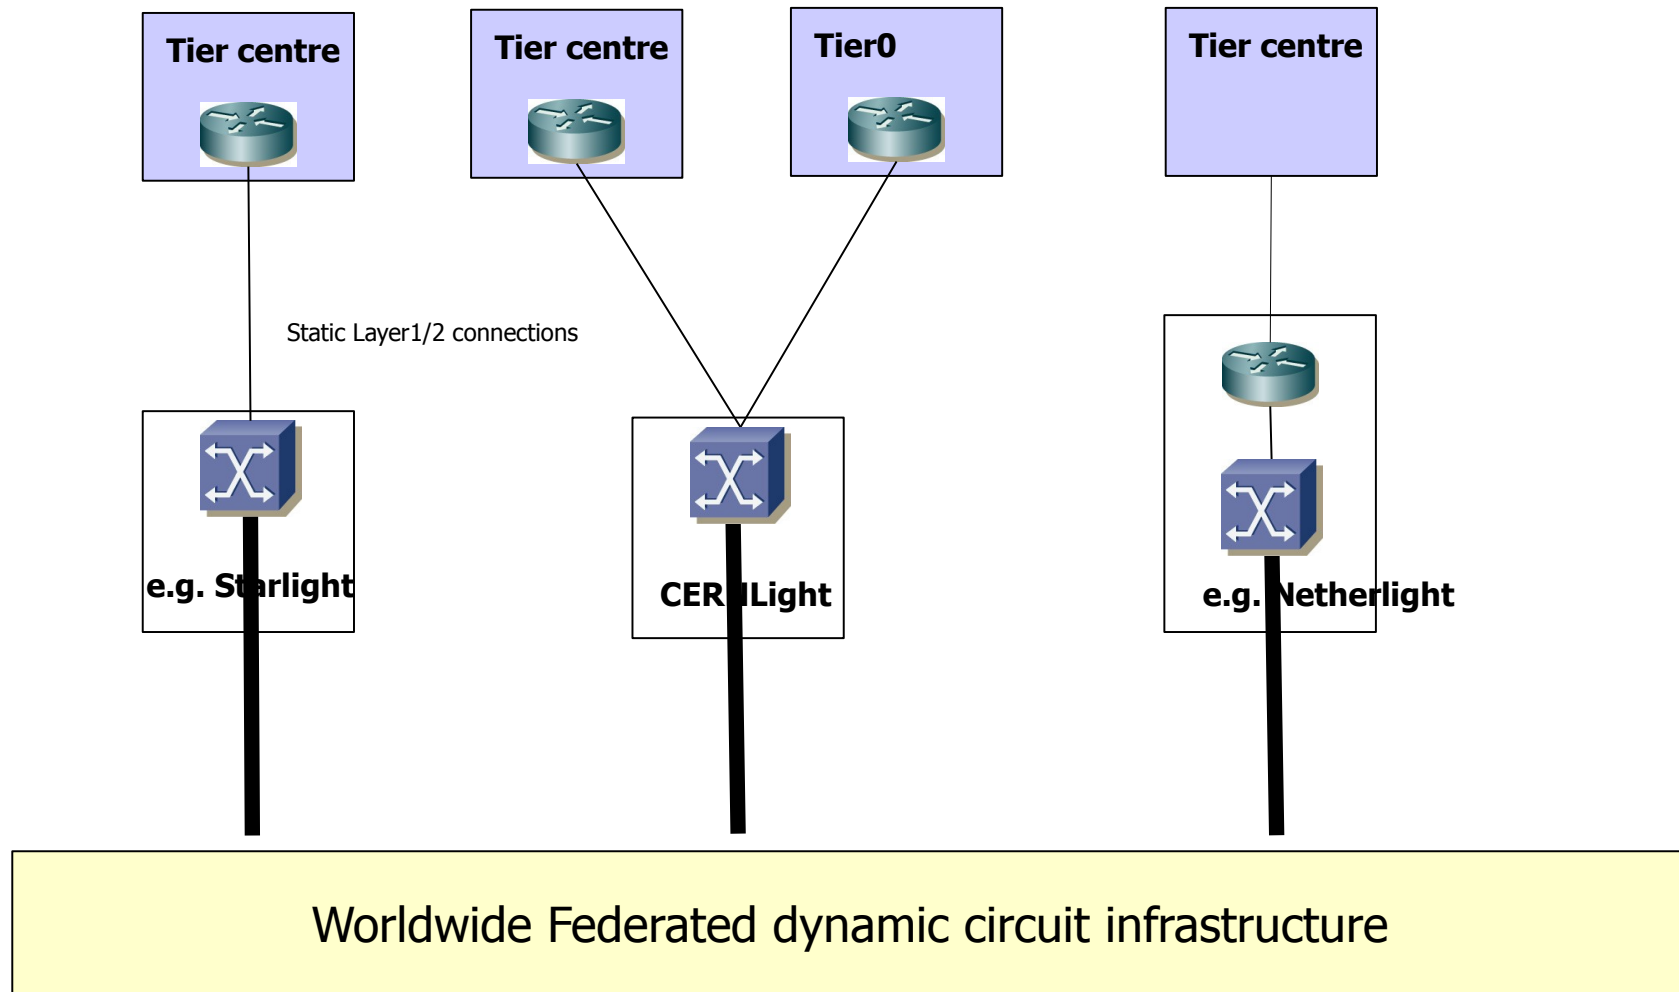 Tier centre
Tier centre
Tier0
Tier centre
Static Layer1/2 connections
e.g. Starlight
CERNLight
e.g. Netherlight
Worldwide Federated dynamic circuit infrastructure